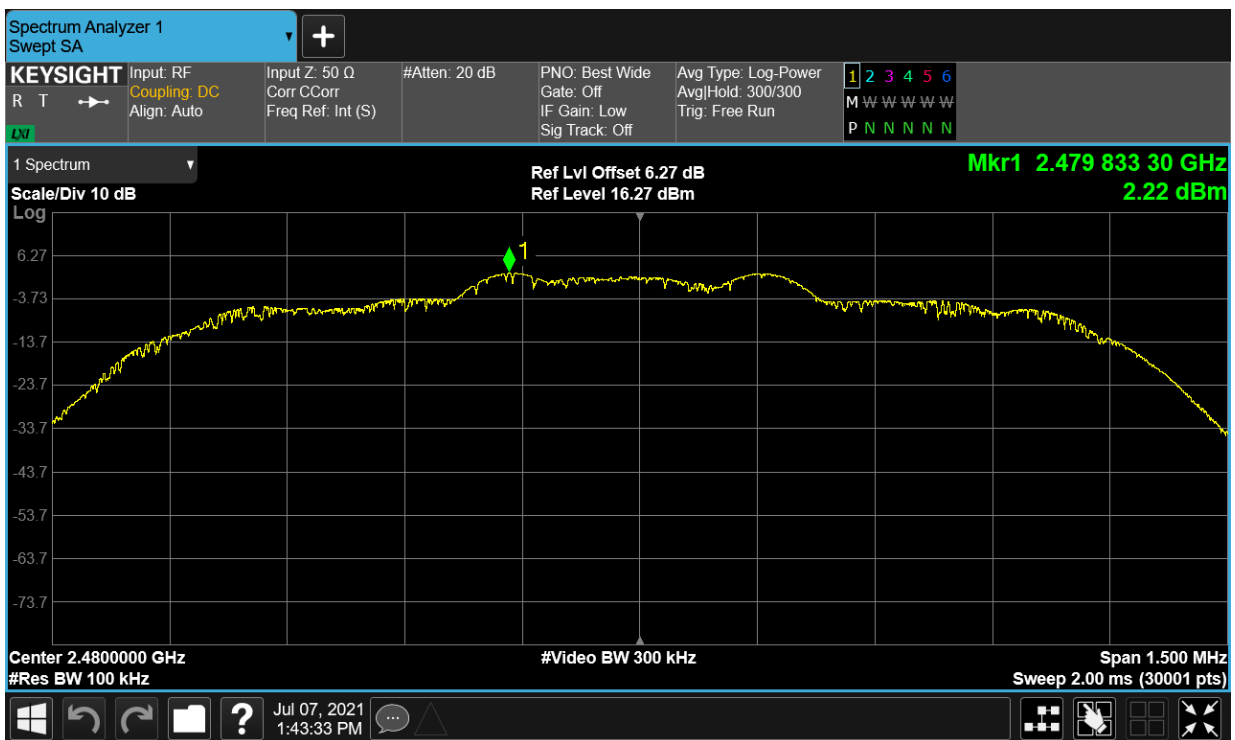 Spectrum Analyzer 1
Swept SA
KEYSIGHT
R T
LXI
Input: RF
Coupling: DC
Align: Auto
Input Z: 50 Ω
Corr CCorr
Freq Ref: Int (S)
#Atten: 20 dB
PNO: Best Wide
Gate: Off
IF Gain: Low
Sig Track: Off
Avg Type: Log-Power
Avg|Hold: 300/300
Trig: Free Run
1 2 3 4 5 6
M W W W W W
P N N N N N
1 Spectrum
Scale/Div 10 dB
Log
Ref Lvl Offset 6.27 dB
Ref Level 16.27 dBm
Mkr1 2.479 833 30 GHz
2.22 dBm
1
6.27
-3.73
-13.7
-23.7
-33.7
-43.7
-53.7
-63.7
-73.7
Center 2.4800000 GHz
#Video BW 300 kHz
Span 1.500 MHz
#Res BW 100 kHz
Sweep 2.00 ms (30001 pts)
?
Jul 07, 2021
1:43:33 PM